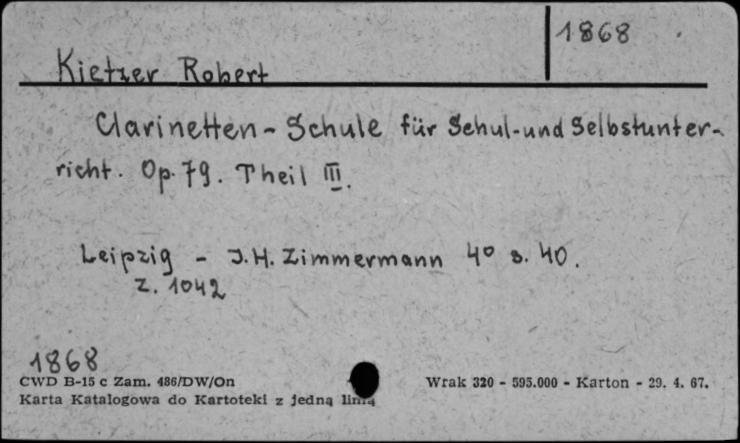 1868
Kietzer Robert
Clarinetten - Schule für Schul-und Selbstunter-
richt. Op. 79. Theil III.
Leipzig - J. H. Zimmermann 4° s. 40.
Z. 1042
1868
CWD B-15 c Zam. 486/DW/On
Wrak 320 - 595.000 - Karton - 29. 4. 67.
Karta Katalogowa do Kartoteki z jedną linią